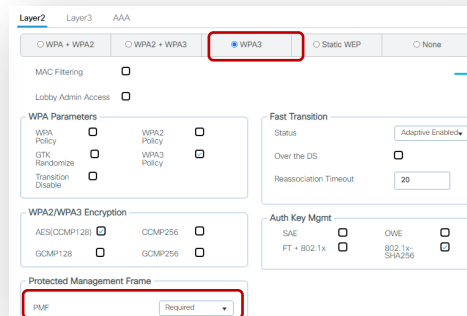 Layer2 Layer3 AAA
WPA + WPA2 WPA2 + WPA3 WPA3 Static WEP None
MAC Filtering
Lobby Admin Access
WPA Parameters
WPA Policy WPA2 Policy
GTK Randomize WPA3 Policy
Transition Disable
Fast Transition
Status Adaptive Enabled
Over the DS
Reassociation Timeout 20
WPA2/WPA3 Encryption
AES(CCMP128) CCMP256
GCMP128 GCMP256
Auth Key Mgmt
SAE OWE
FT + 802.1x 802.1x-SHA256
Protected Management Frame
PMF Required